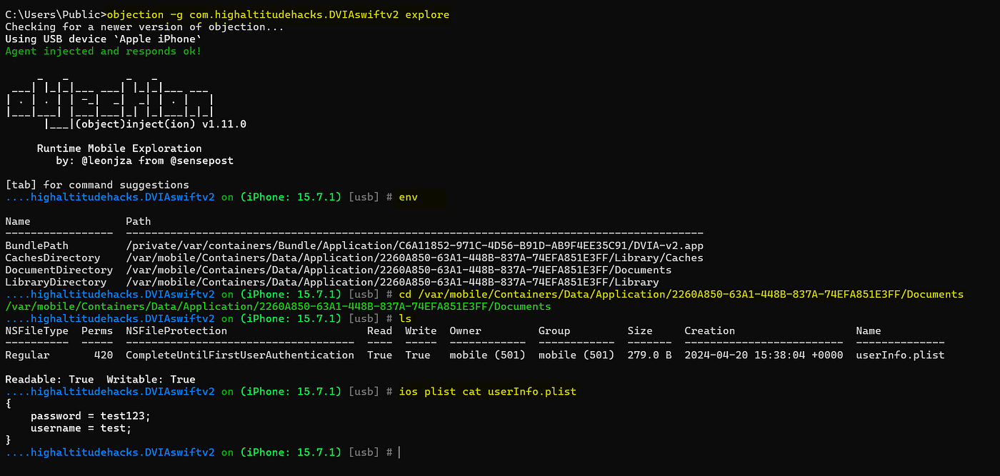 C:\Users\Public>objection -g com.highaltitudehacks.DVIAswiftv2 explore
Checking for a newer version of objection...
Using USB device `Apple iPhone`
Agent injected and responds ok!
     _   _         _   _
 ___| |_|_|___ ___| |_|_|___ ___
| . | . | | -_|  _|  _| | . |   |
|___|___| |___|___|_| |_|___|_|_|
      |___|(object)inject(ion) v1.11.0
     Runtime Mobile Exploration
        by: @leonjza from @sensepost
[tab] for command suggestions
....highaltitudehacks.DVIAswiftv2 on (iPhone: 15.7.1) [usb] # env
Name               Path
-----------------  -------------------------------------------------------------------------------------------
BundlePath         /private/var/containers/Bundle/Application/C6A11852-971C-4D56-B91D-AB9F4EE35C91/DVIA-v2.app
CachesDirectory    /var/mobile/Containers/Data/Application/2260A850-63A1-448B-837A-74EFA851E3FF/Library/Caches
DocumentDirectory  /var/mobile/Containers/Data/Application/2260A850-63A1-448B-837A-74EFA851E3FF/Documents
LibraryDirectory   /var/mobile/Containers/Data/Application/2260A850-63A1-448B-837A-74EFA851E3FF/Library
....highaltitudehacks.DVIAswiftv2 on (iPhone: 15.7.1) [usb] # cd /var/mobile/Containers/Data/Application/2260A850-63A1-448B-837A-74EFA851E3FF/Documents
/var/mobile/Containers/Data/Application/2260A850-63A1-448B-837A-74EFA851E3FF/Documents
....highaltitudehacks.DVIAswiftv2 on (iPhone: 15.7.1) [usb] # ls
NSFileType  Perms  NSFileProtection                      Read  Write  Owner         Group         Size     Creation                   Name
----------  -----  ------------------------------------  ----  -----  ------------  ------------  -------  -------------------------  --------------
Regular       420  CompleteUntilFirstUserAuthentication  True  True   mobile (501)  mobile (501)  279.0 B  2024-04-20 15:38:04 +0000  userInfo.plist
Readable: True  Writable: True
....highaltitudehacks.DVIAswiftv2 on (iPhone: 15.7.1) [usb] # ios plist cat userInfo.plist
{
    password = test123;
    username = test;
}
....highaltitudehacks.DVIAswiftv2 on (iPhone: 15.7.1) [usb] #